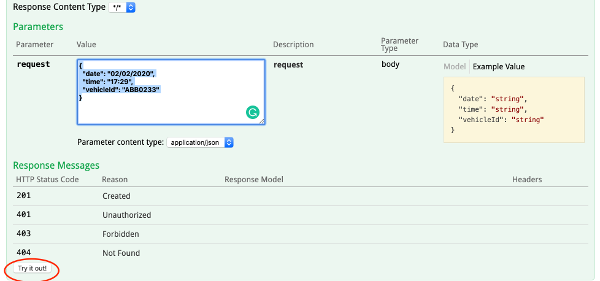 Response Content Type */*
Parameters
Parameter Value Description Parameter Type Data Type
request
{
"date": "02/02/2020",
"time": "17:29",
"vehicleId": "ABB0233"
}
request body
Model Example Value
{
"date": "string",
"time": "string",
"vehicleId": "string"
}
Parameter content type: application/json
Response Messages
HTTP Status Code Reason Response Model Headers
201 Created
401 Unauthorized
403 Forbidden
404 Not Found
Try it out!